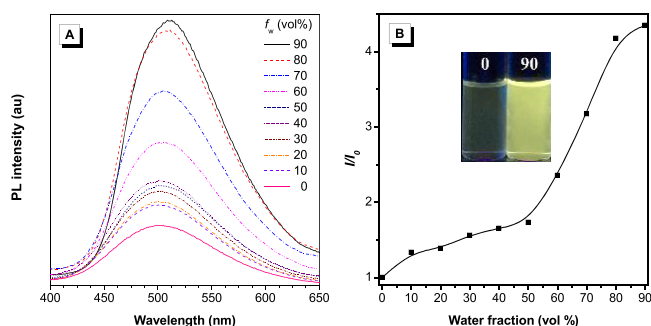 A
f_w (vol%)
90
80
70
60
50
40
30
20
10
0
PL intensity (au)
400 450 500 550 600 650
Wavelength (nm)
B
0 90
4
3
2
1
I/I_0
0 10 20 30 40 50 60 70 80 90
Water fraction (vol %)